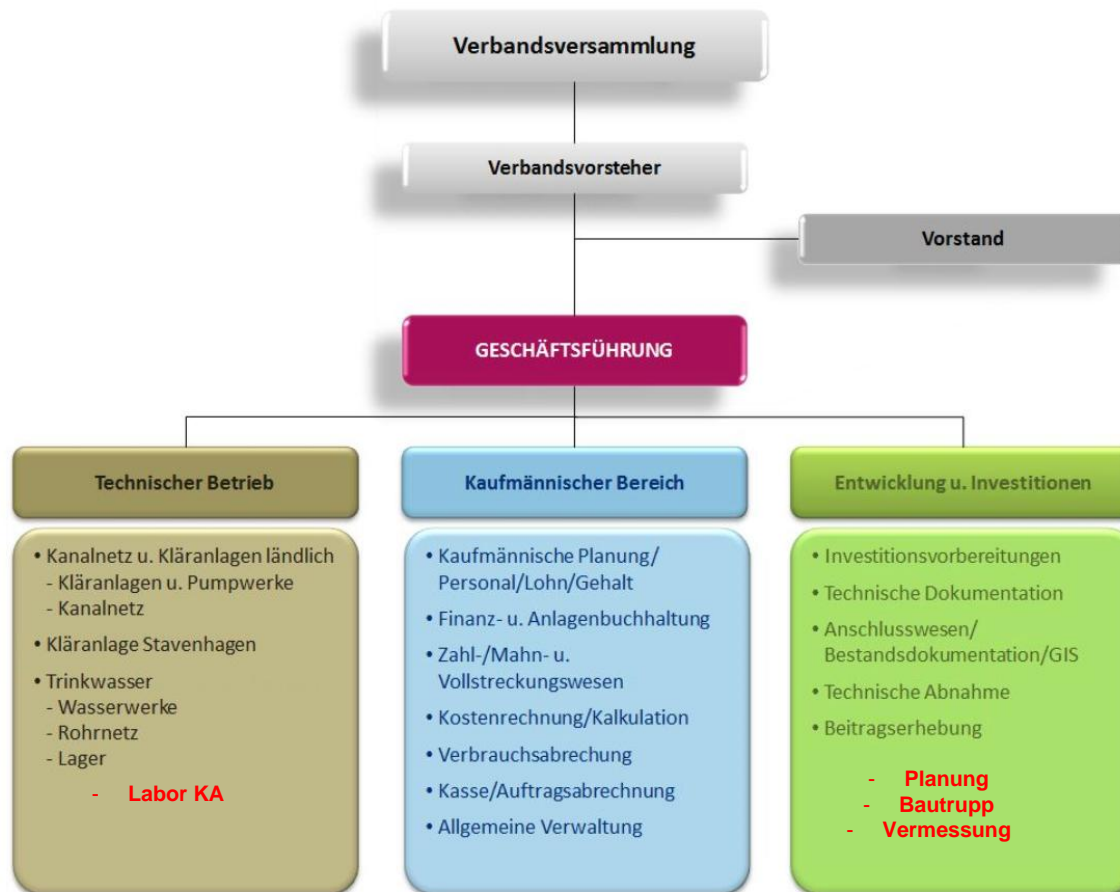 Verbandsversammlung
Verbandsvorsteher
Vorstand
GESCHÄFTSFÜHRUNG
Technischer Betrieb
• Kanalnetz u. Kläranlagen ländlich
- Kläranlagen u. Pumpwerke
- Kanalnetz
• Kläranlage Stavenhagen
• Trinkwasser
- Wasserwerke
- Rohrnetz
- Lager
- Labor KA
Kaufmännischer Bereich
• Kaufmännische Planung/
Personal/Lohn/Gehalt
• Finanz- u. Anlagenbuchhaltung
• Zahl-/Mahn- u.
Vollstreckungswesen
• Kostenrechnung/Kalkulation
• Verbrauchsabrechung
• Kasse/Auftragsabrechnung
• Allgemeine Verwaltung
Entwicklung u. Investitionen
• Investitionsvorbereitungen
• Technische Dokumentation
• Anschlusswesen/
Bestandsdokumentation/GIS
• Technische Abnahme
• Beitragserhebung
- Planung
- Bautrupp
- Vermessung